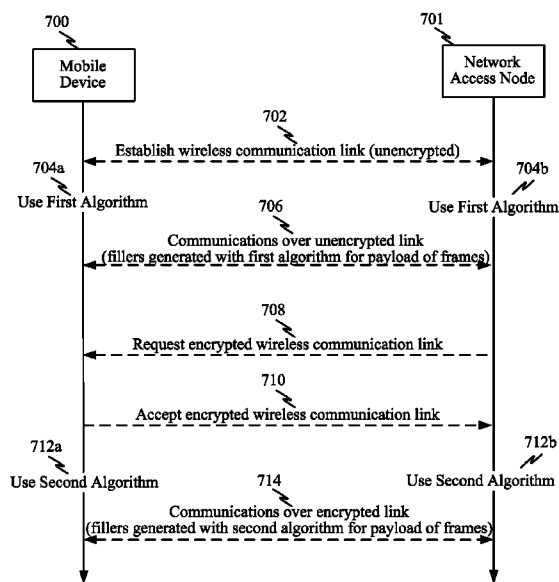 700
701
Mobile
Device
Network
Access Node
702
Establish wireless communication link (unencrypted)
704a
704b
Use First Algorithm
Use First Algorithm
706
Communications over unencrypted link
(fillers generated with first algorithm for payload of frames)
708
Request encrypted wireless communication link
710
Accept encrypted wireless communication link
712a
712b
Use Second Algorithm
Use Second Algorithm
714
Communications over encrypted link
(fillers generated with second algorithm for payload of frames)